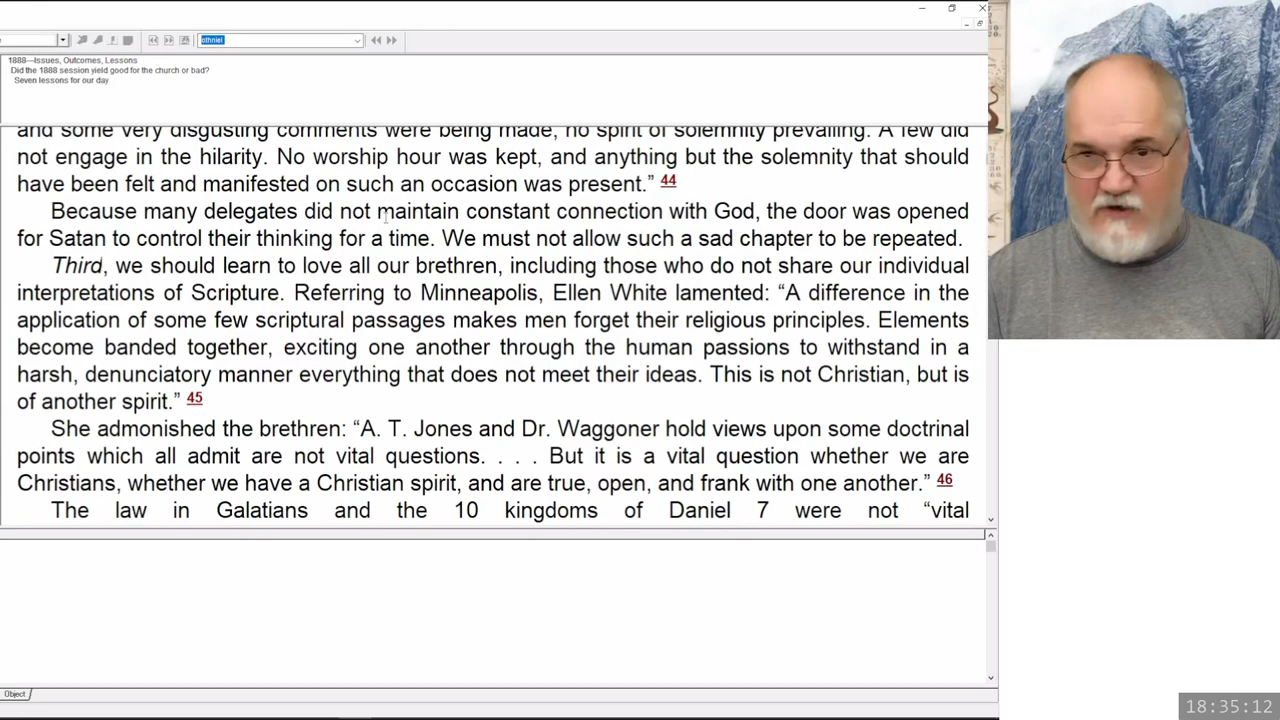 othniel
1888—Issues, Outcomes, Lessons
Did the 1888 session yield good for the church or bad?
Seven lessons for our day
and some very disgusting comments were being made, no spirit of solemnity prevailing. A few did
not engage in the hilarity. No worship hour was kept, and anything but the solemnity that should
have been felt and manifested on such an occasion was present.” 44
Because many delegates did not maintain constant connection with God, the door was opened
for Satan to control their thinking for a time. We must not allow such a sad chapter to be repeated.
Third, we should learn to love all our brethren, including those who do not share our individual
interpretations of Scripture. Referring to Minneapolis, Ellen White lamented: “A difference in the
application of some few scriptural passages makes men forget their religious principles. Elements
become banded together, exciting one another through the human passions to withstand in a
harsh, denunciatory manner everything that does not meet their ideas. This is not Christian, but is
of another spirit.” 45
She admonished the brethren: “A. T. Jones and Dr. Waggoner hold views upon some doctrinal
points which all admit are not vital questions. . . . But it is a vital question whether we are
Christians, whether we have a Christian spirit, and are true, open, and frank with one another.” 46
The law in Galatians and the 10 kingdoms of Daniel 7 were not “vital
Object
18:35:12